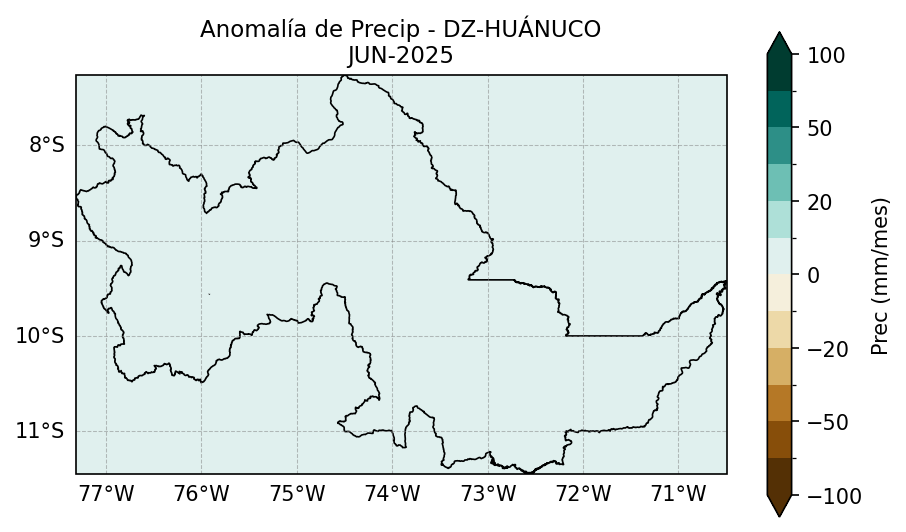 Anomalía de Precip - DZ-HUÁNUCO
JUN-2025
8°S
9°S
10°S
11°S
77°W 76°W 75°W 74°W 73°W 72°W 71°W
100
50
20
0
−20
−50
−100
Prec (mm/mes)